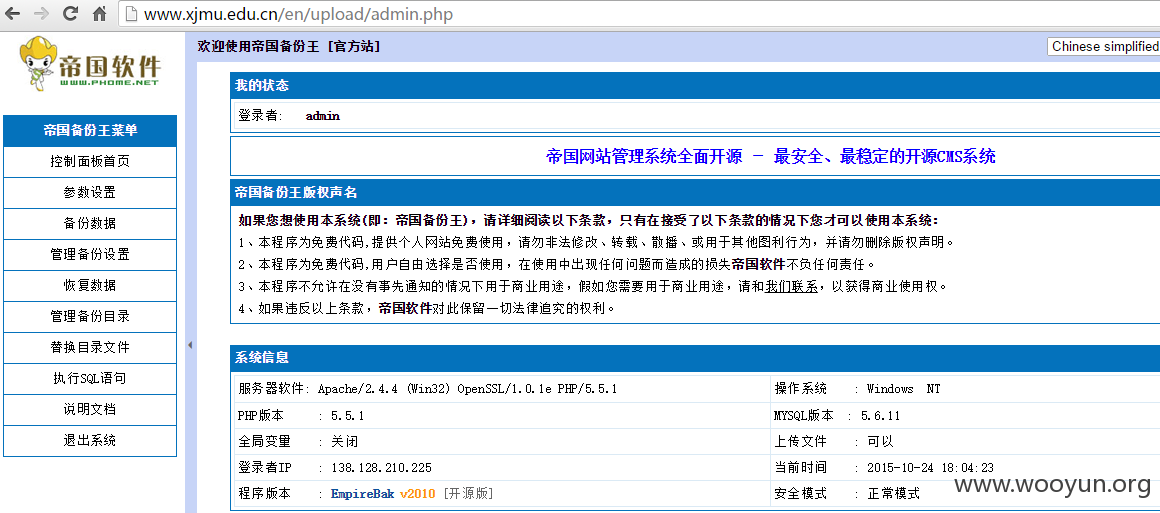 www.xjmu.edu.cn/en/upload/admin.php
帝国软件
WWW.PHOME.NET
欢迎使用帝国备份王 [官方站]
Chinese simplified
帝国备份王菜单
控制面板首页
参数设置
备份数据
管理备份设置
恢复数据
管理备份目录
替换目录文件
执行SQL语句
说明文档
退出系统
我的状态
登录者: admin
帝国网站管理系统全面开源 － 最安全、最稳定的开源CMS系统
帝国备份王版权声名
如果您想使用本系统(即：帝国备份王)，请详细阅读以下条款，只有在接受了以下条款的情况下您才可以使用本系统：
1、本程序为免费代码,提供个人网站免费使用，请勿非法修改、转载、散播、或用于其他图利行为，并请勿删除版权声明。
2、本程序为免费代码,用户自由选择是否使用，在使用中出现任何问题而造成的损失帝国软件不负任何责任。
3、本程序不允许在没有事先通知的情况下用于商业用途，假如您需要用于商业用途，请和我们联系，以获得商业使用权。
4、如果违反以上条款，帝国软件对此保留一切法律追究的权利。
系统信息
服务器软件: Apache/2.4.4 (Win32) OpenSSL/1.0.1e PHP/5.5.1 操作系统 : Windows NT
PHP版本 : 5.5.1 MYSQL版本 : 5.6.11
全局变量 : 关闭 上传文件 : 可以
登录者IP : 138.128.210.225 当前时间 : 2015-10-24 18:04:23
程序版本 : EmpireBak v2010 [开源版] 安全模式 : 正常模式
www.wooyun.org